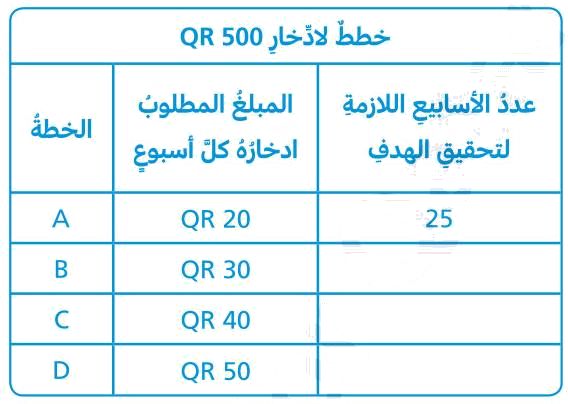 خططٌ لادِّخارِ QR 500
الخطةُ
المبلغُ المطلوبُ
ادخارُهُ كلَّ أسبوعٍ
عددُ الأسابيعِ اللازمةِ
لتحقيقِ الهدفِ
A QR 20 25
B QR 30
C QR 40
D QR 50